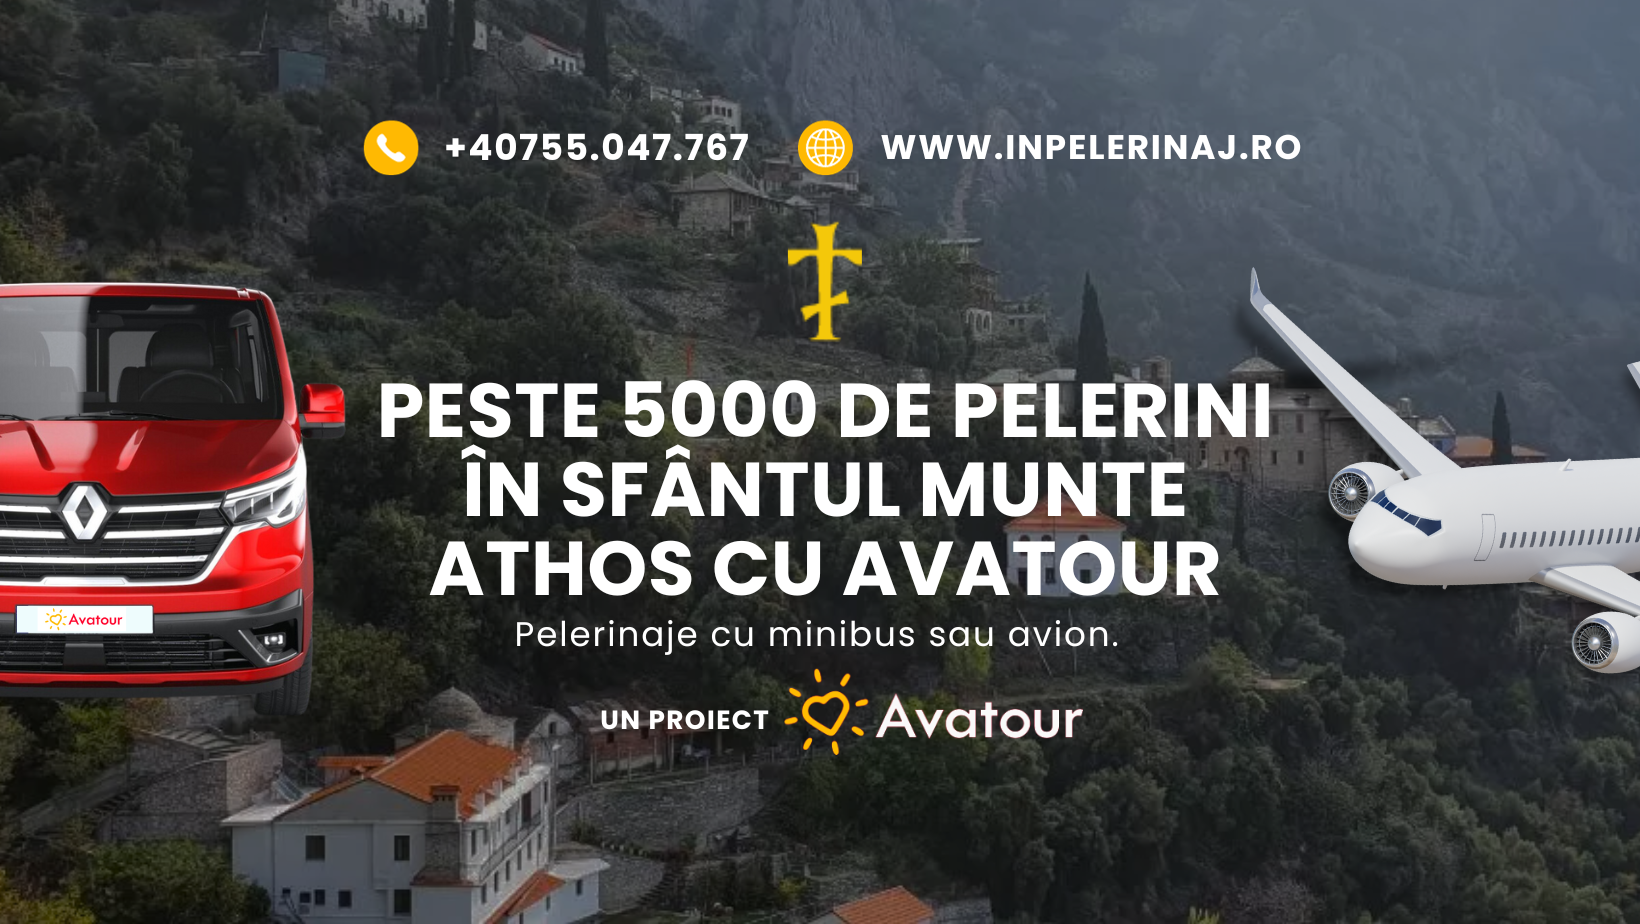 +40755.047.767
WWW.INPELERINAJ.RO
PESTE 5000 DE PELERINI
ÎN SFÂNTUL MUNTE
ATHOS CU AVATOUR
Pelerinaje cu minibus sau avion.
UN PROIECT Avatour
Avatour